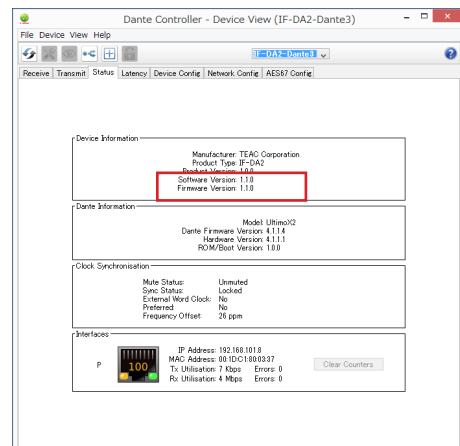 Dante Controller - Device View (IF-DA2-Dante3)
File Device View Help
IF-DA2-Dante3
Receive Transmit Status Latency Device Config Network Config AES67 Config
Device Information
Manufacturer: TEAC Corporation
Product Type: IF-DA2
Product Version: 1.0.0
Software Version: 1.1.0
Firmware Version: 1.1.0
Dante Information
Model: UltimoX2
Dante Firmware Version: 4.1.1.4
Hardware Version: 4.1.1.1
ROM/Boot Version: 1.0.0
Clock Synchronisation
Mute Status: Unmuted
Sync Status: Locked
External Word Clock: No
Preferred: No
Frequency Offset: 26 ppm
Interfaces
P
100
IP Address: 192.168.101.8
MAC Address: 00:1D:C1:80:03:37
Tx Utilisation: 7 Kbps Errors: 0
Rx Utilisation: 4 Mbps Errors: 0
Clear Counters